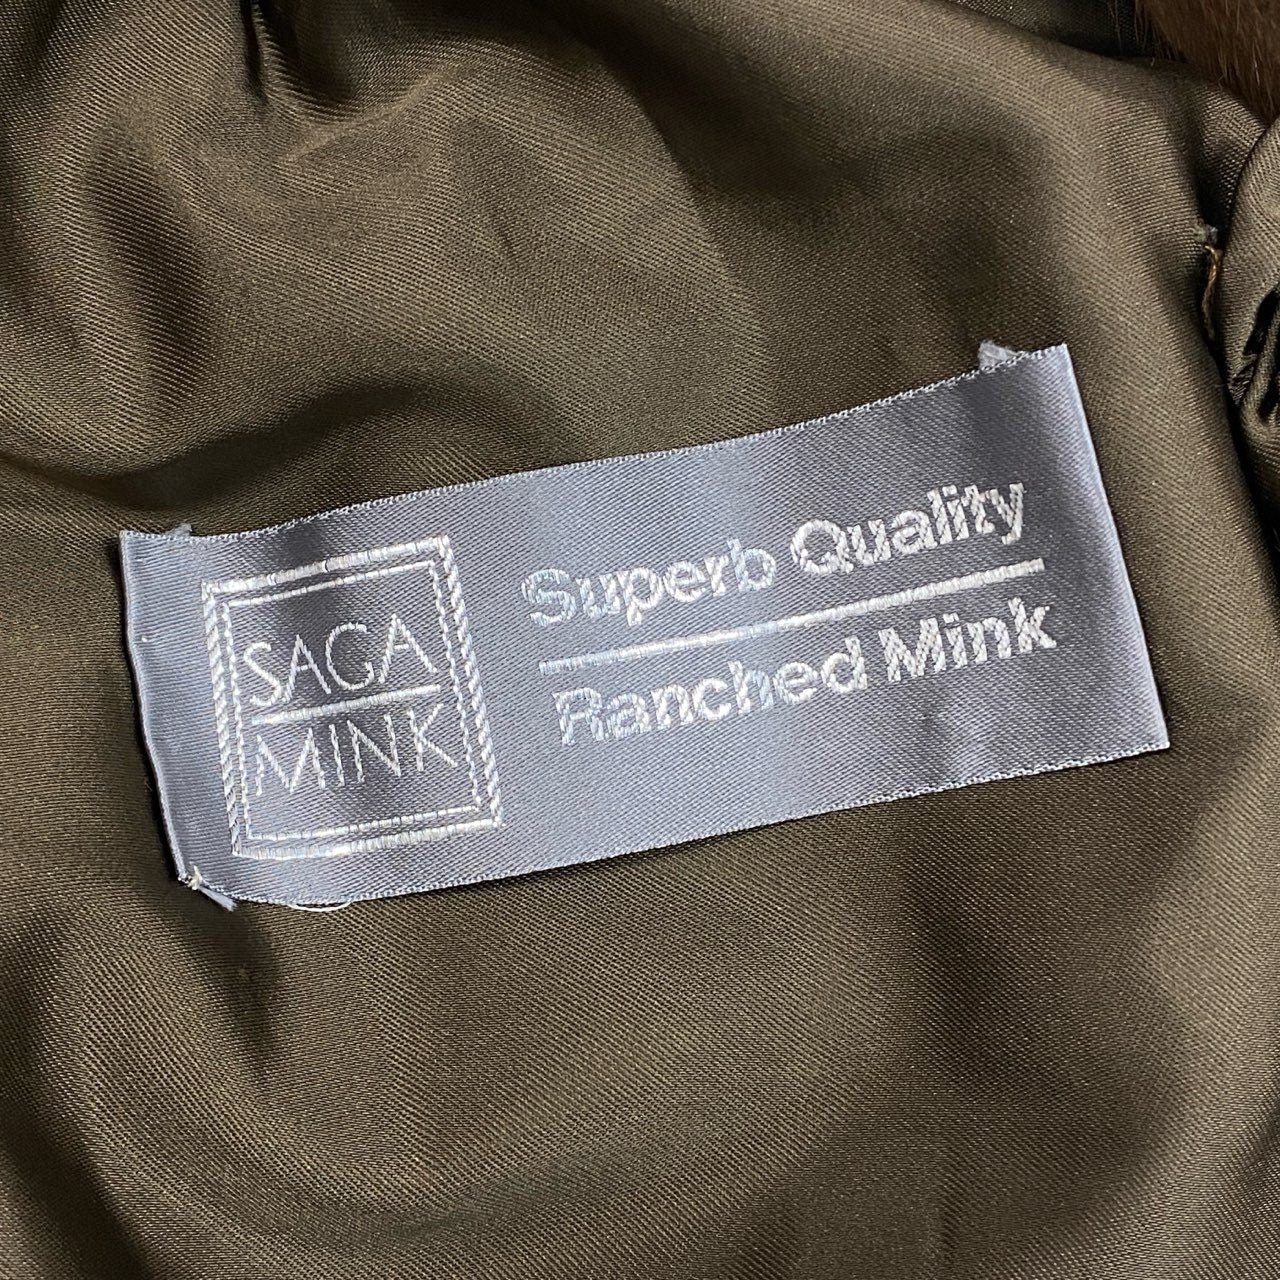 SAGA
MINK
Superb Quality
Ranched Mink